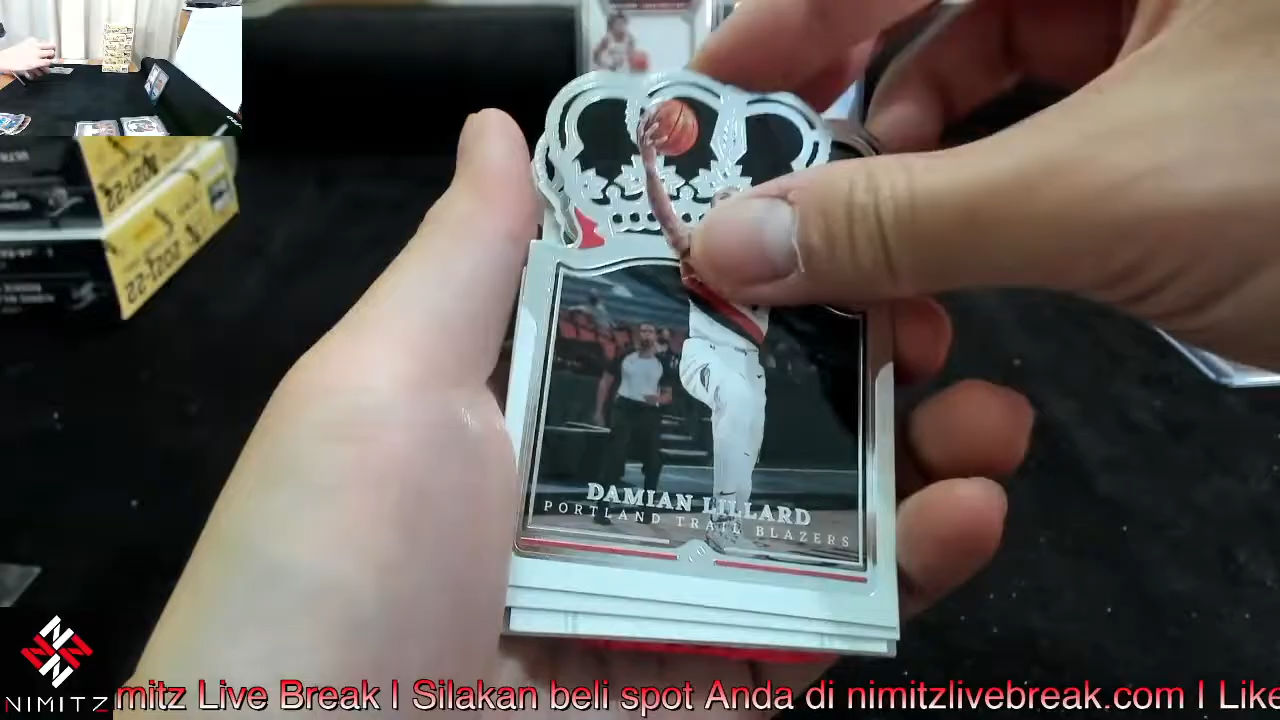 2021-22
2021-22
DAMIAN LILLARD
PORTLAND TRAIL BLAZERS
NIMITZ
mitz Live Break | Silakan beli spot Anda di nimitzlivebreak.com | Like